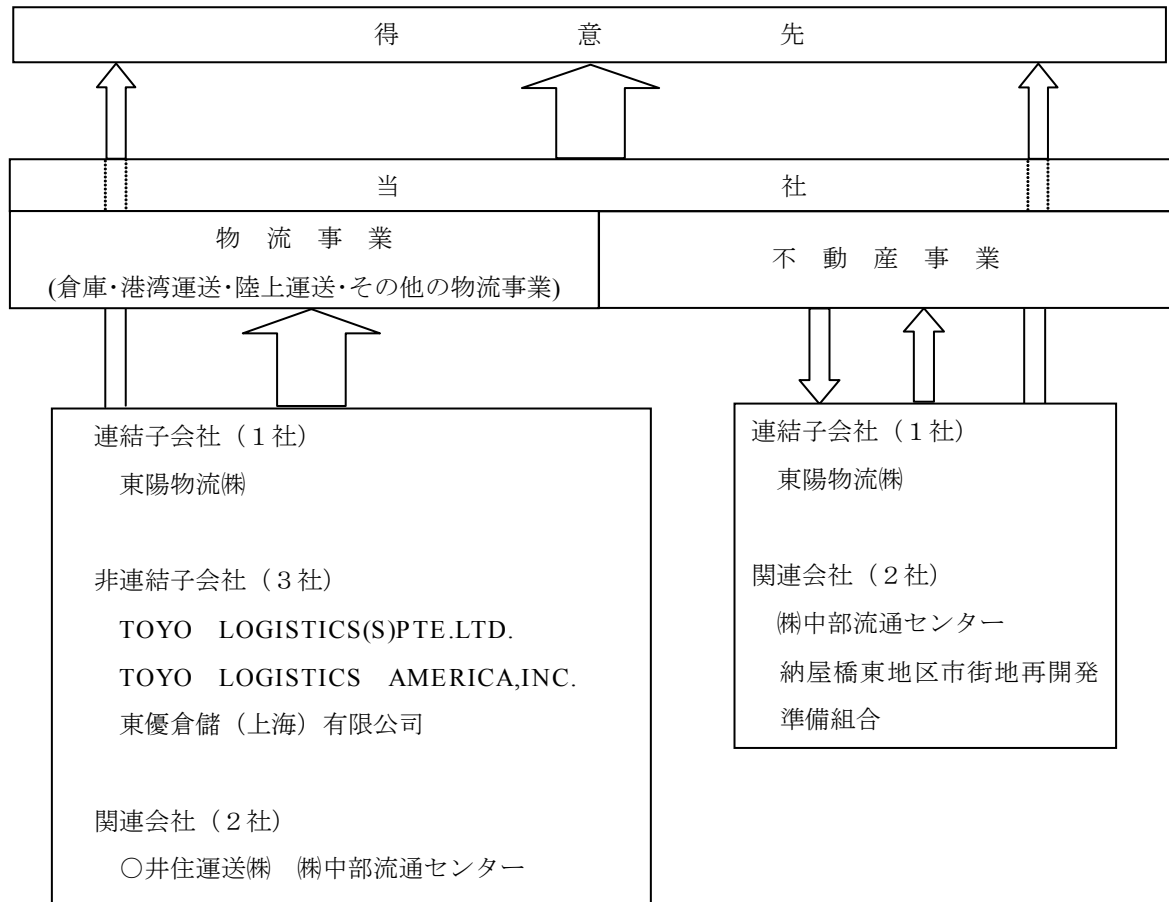 得意先
当社
物流事業
(倉庫・港湾運送・陸上運送・その他の物流事業)
不動産事業
連結子会社(1社)
東陽物流㈱
非連結子会社(3社)
TOYO LOGISTICS(S)PTE.LTD.
TOYO LOGISTICS AMERICA,INC.
東優倉儲(上海)有限公司
関連会社(2社)
○井住運送㈱ ㈱中部流通センター
連結子会社(1社)
東陽物流㈱
関連会社(2社)
㈱中部流通センター
納屋橋東地区市街地再開発
準備組合